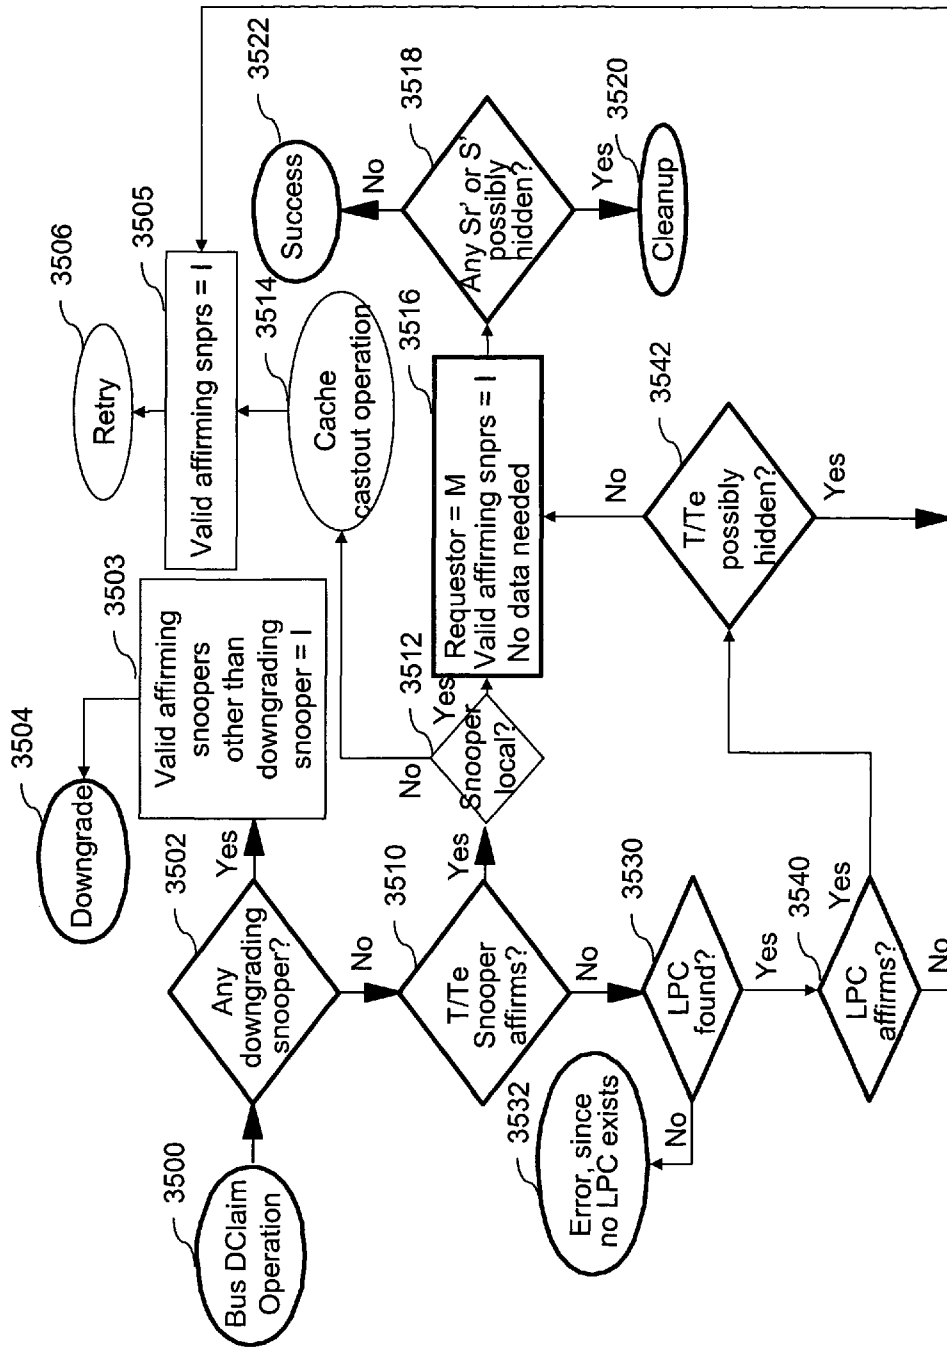 3500
Bus DClaim
Operation
3502
Any
downgrading
snooper?
Yes
No
3503
Valid affirming
snoopers
other than
downgrading
snooper = I
3504
Downgrade
3505
Valid affirming snprs = I
3506
Retry
3510
T/Te
Snooper
affirms?
Yes
No
3512
Snooper
local?
No
Yes
3514
Cache
castout operation
3516
Requestor = M
Valid affirming snprs = I
No data needed
3518
Any Sr' or S'
possibly
hidden?
No
Yes
3522
Success
3520
Cleanup
3530
LPC
found?
No
Yes
3532
Error, since
no LPC exists
3540
LPC
affirms?
Yes
No
3542
T/Te
possibly
hidden?
No
Yes